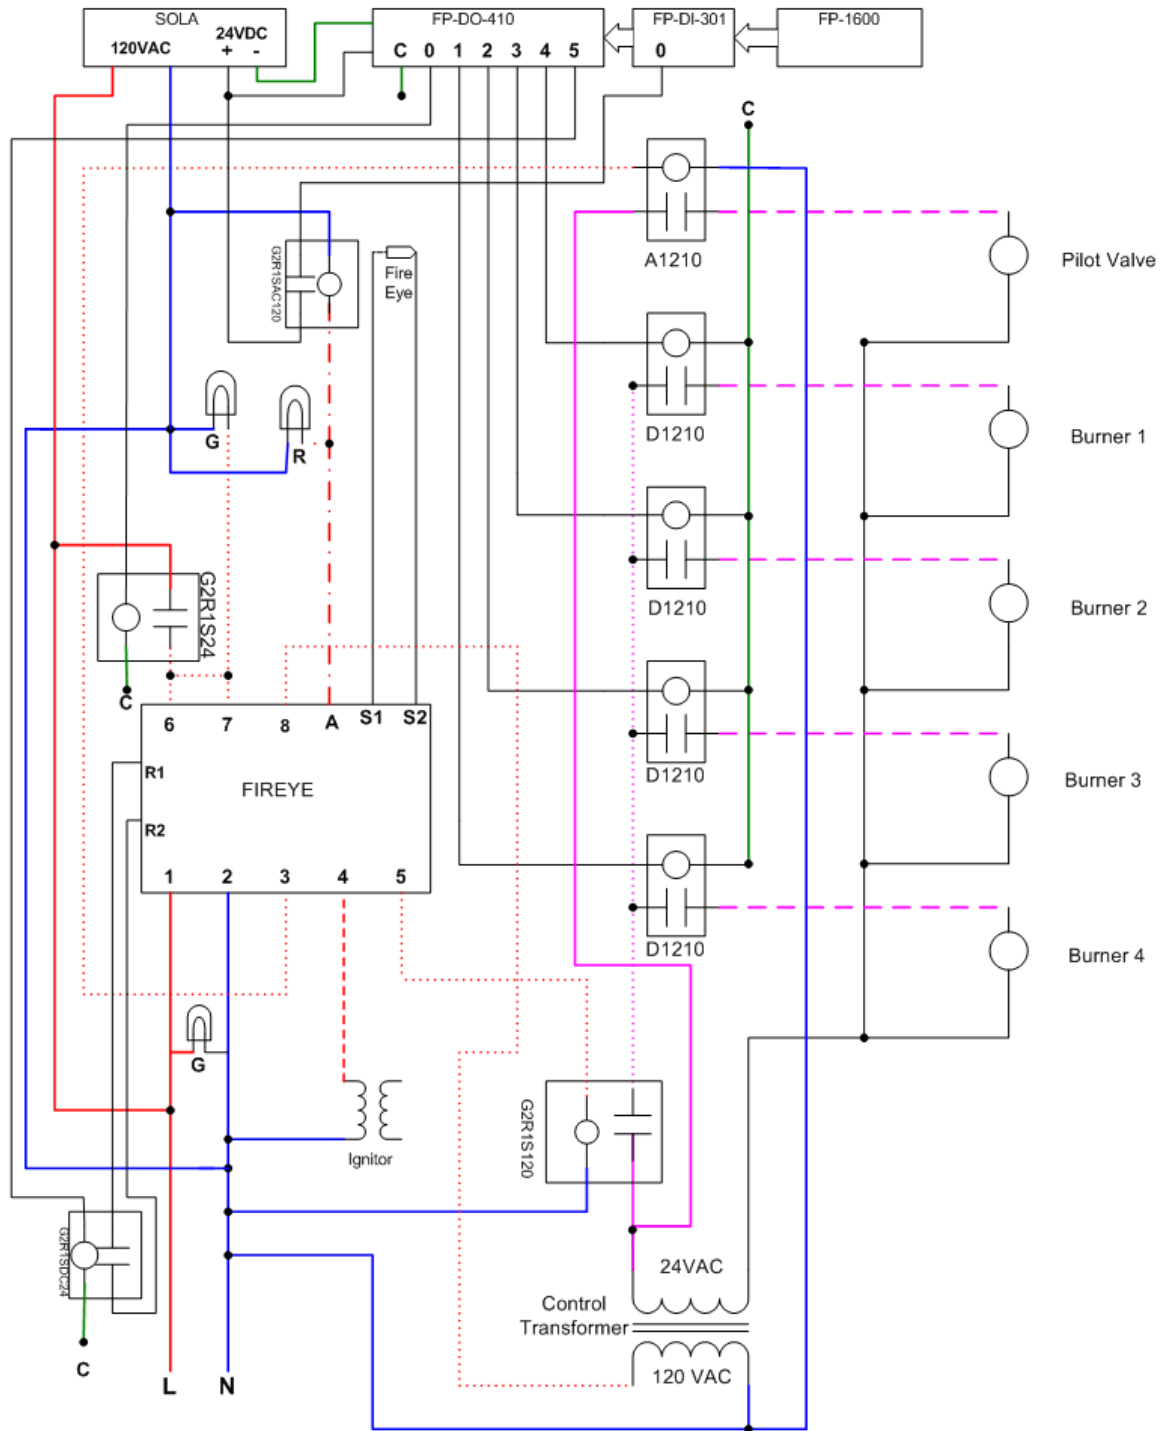 SOLA
120VAC
24VDC
+ -
FP-DO-410
C 0 1 2 3 4 5
FP-DI-301
0
FP-1600
C
A1210
Pilot Valve
G2R1SAC120
Fire
Eye
D1210
Burner 1
G
R
D1210
Burner 2
G2R1S24
C
6 7 8 A S1 S2
R1
FIREYE
R2
1 2 3 4 5
D1210
Burner 3
D1210
Burner 4
G
Ignitor
G2R1S120
G2R1SDC24
C
L N
24VAC
Control
Transformer
120 VAC